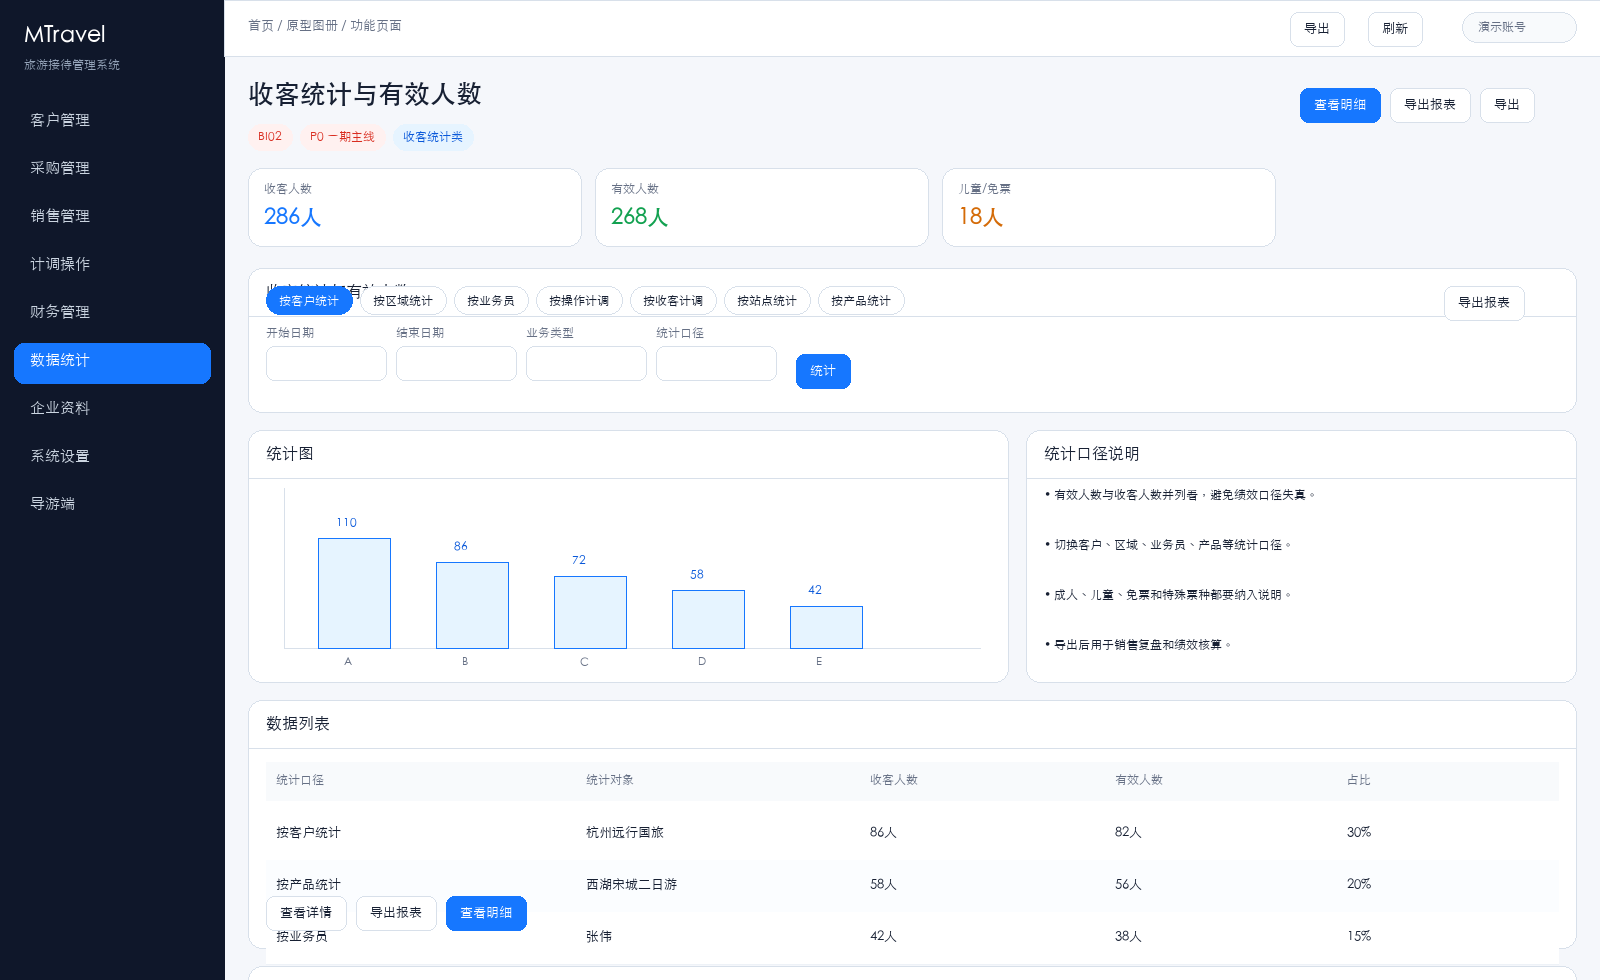 MTravel
旅游接待管理系统
客户管理
采购管理
销售管理
计调操作
财务管理
数据统计
企业资料
系统设置
导游端
首页 / 原型图册 / 功能页面
导出
刷新
演示账号
收客统计与有效人数
查看明细
导出报表
导出
BI02
P0 一期主线
收客统计类
收客人数
286人
有效人数
268人
儿童/免票
18人
按客户统计
按区域统计
按业务员
按操作计调
按收客计调
按站点统计
按产品统计
导出报表
开始日期
结束日期
业务类型
统计口径
统计
统计图
110
86
72
58
42
A
B
C
D
E
统计口径说明
• 有效人数与收客人数并列看，避免绩效口径失真。
• 切换客户、区域、业务员、产品等统计口径。
• 成人、儿童、免票和特殊票种都要纳入说明。
• 导出后用于销售复盘和绩效核算。
数据列表
统计口径 统计对象 收客人数 有效人数 占比
按客户统计 杭州远行国旅 86人 82人 30%
按产品统计 西湖宋城二日游 58人 56人 20%
查看详情
导出报表
查看明细
按业务员 张伟 42人 38人 15%